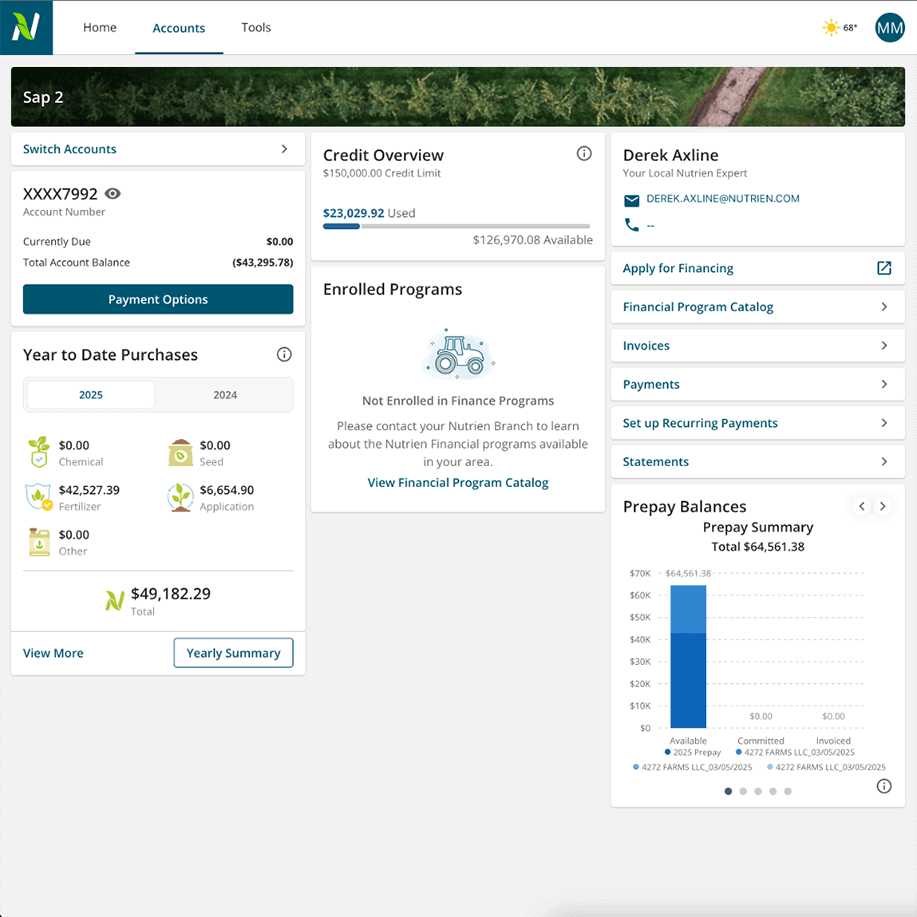 Home
Accounts
Tools
68°
MM
Sap 2
Switch Accounts
XXXX7992
Account Number
Currently Due $0.00
Total Account Balance ($43,295.78)
Payment Options
Year to Date Purchases
2025 2024
$0.00
Chemical
$0.00
Seed
$42,527.39
Fertilizer
$6,654.90
Application
$0.00
Other
$49,182.29
Total
View More
Yearly Summary
Credit Overview
$150,000.00 Credit Limit
$23,029.92 Used
$126,970.08 Available
Enrolled Programs
Not Enrolled in Finance Programs
Please contact your Nutrien Branch to learn
about the Nutrien Financial programs available
in your area.
View Financial Program Catalog
Derek Axline
Your Local Nutrien Expert
DEREK.AXLINE@NUTRIEN.COM
--
Apply for Financing
Financial Program Catalog
Invoices
Payments
Set up Recurring Payments
Statements
Prepay Balances
Prepay Summary
Total $64,561.38
$70K
$64,561.38
$60K
$50K
$40K
$30K
$20K
$10K
$0
$0.00
$0.00
Available
Committed
Invoiced
2025 Prepay
4272 FARMS LLC_03/05/2025
4272 FARMS LLC_03/05/2025
4272 FARMS LLC_03/05/2025